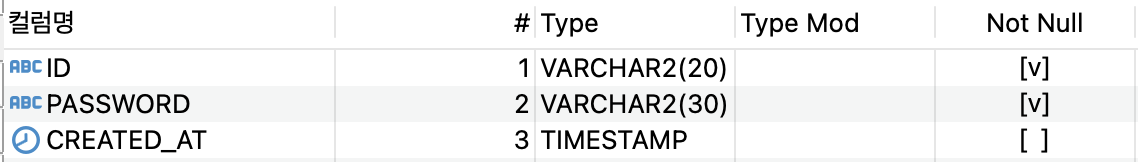 컬럼명 # Type Type Mod Not Null
ABC ID 1 VARCHAR2(20) [v]
ABC PASSWORD 2 VARCHAR2(30) [v]
CREATED_AT 3 TIMESTAMP [ ]